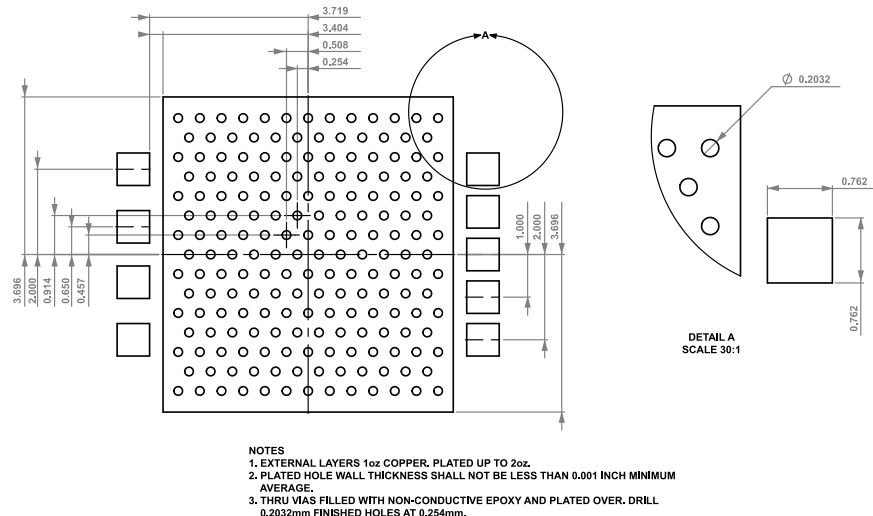 3.719
3.404
0.508
0.254
A
Ø 0.2032
0.762
0.762
3.696
2.000
0.914
0.650
0.457
1.000
2.000
3.696
DETAIL A
SCALE 30:1
NOTES
1. EXTERNAL LAYERS 1oz COPPER. PLATED UP TO 2oz.
2. PLATED HOLE WALL THICKNESS SHALL NOT BE LESS THAN 0.001 INCH MINIMUM
AVERAGE.
3. THRU VIAS FILLED WITH NON-CONDUCTIVE EPOXY AND PLATED OVER. DRILL
0.2032mm FINISHED HOLES AT 0.254mm.